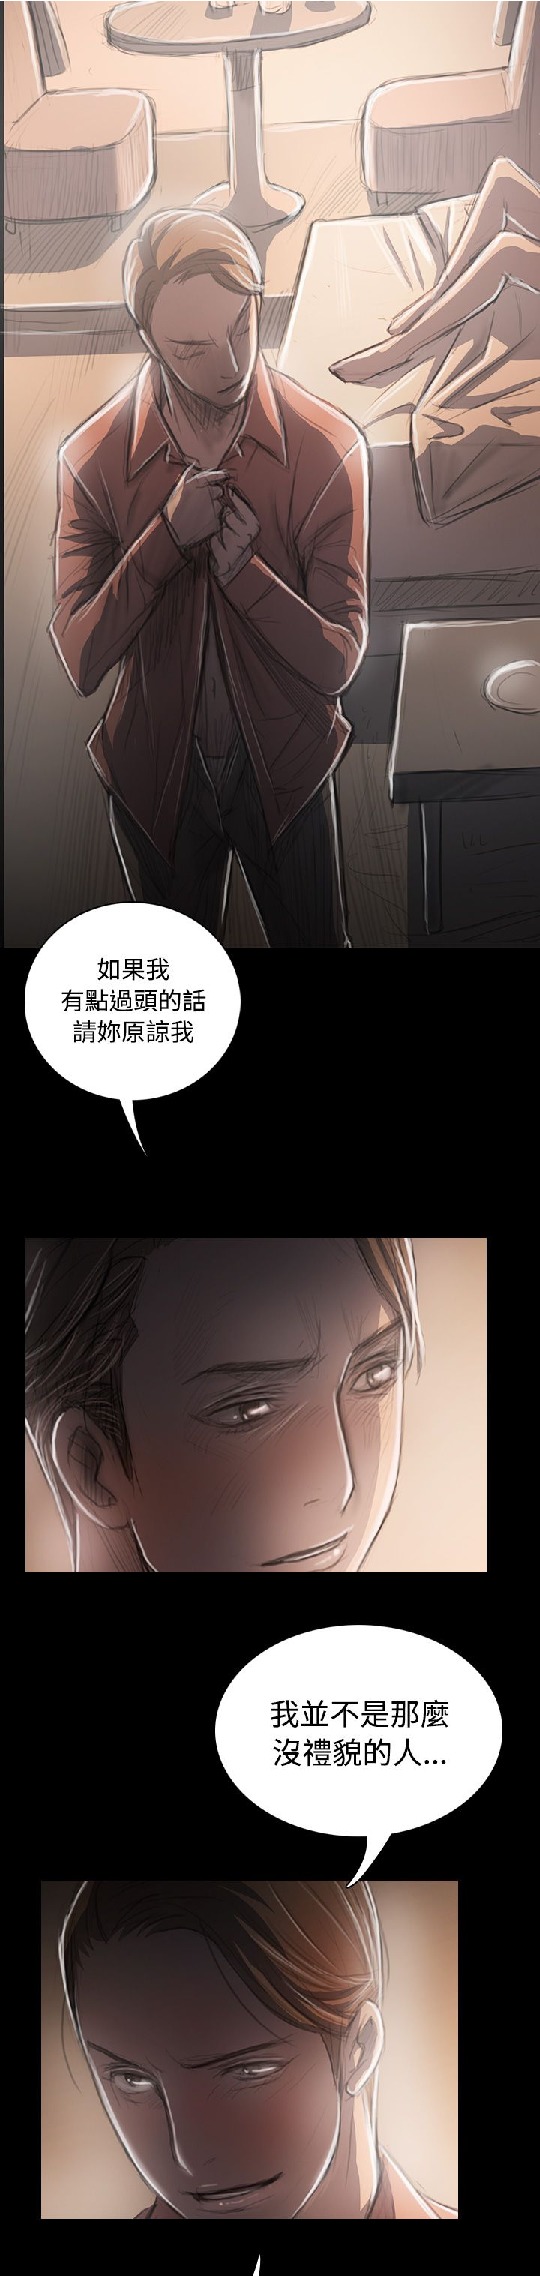 如果我
有點過頭的話
請妳原諒我
我並不是那麼
沒禮貌的人...